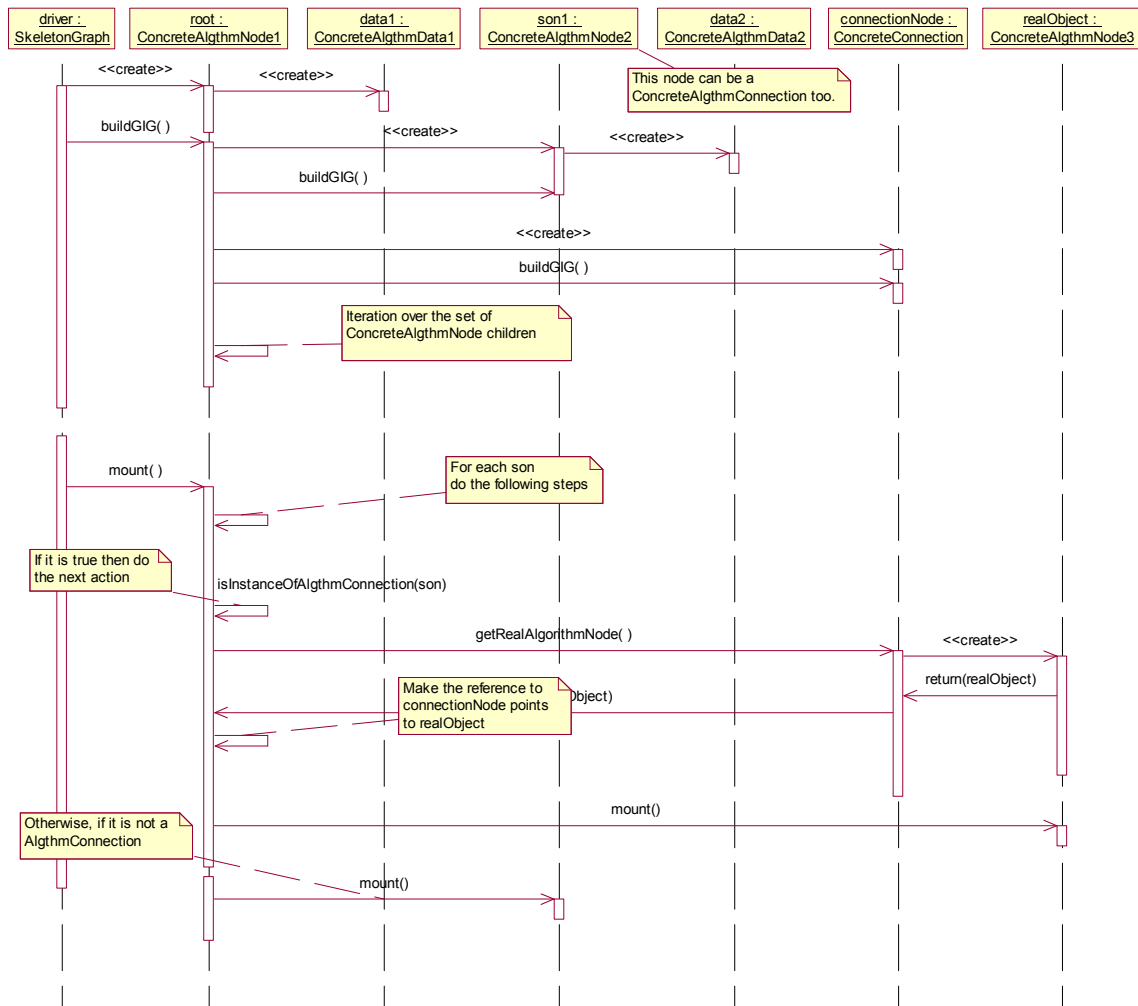 driver :
SkeletonGraph
root :
ConcreteAlgthmNode1
data1 :
ConcreteAlgthmData1
son1 :
ConcreteAlgthmNode2
data2 :
ConcreteAlgthmData2
connectionNode :
ConcreteConnection
realObject :
ConcreteAlgthmNode3
<<create>>
<<create>>
This node can be a
ConcreteAlgthmConnection too.
buildGIG( )
<<create>>
<<create>>
buildGIG( )
<<create>>
buildGIG( )
Iteration over the set of
ConcreteAlgthmNode children
mount( )
For each son
do the following steps
If it is true then do
the next action
isInstanceOfAlgthmConnection(son)
getRealAlgorithmNode( )
<<create>>
return(realObject)
Make the reference to
connectionNode points
to realObject
Object)
mount()
Otherwise, if it is not a
AlgthmConnection
mount()